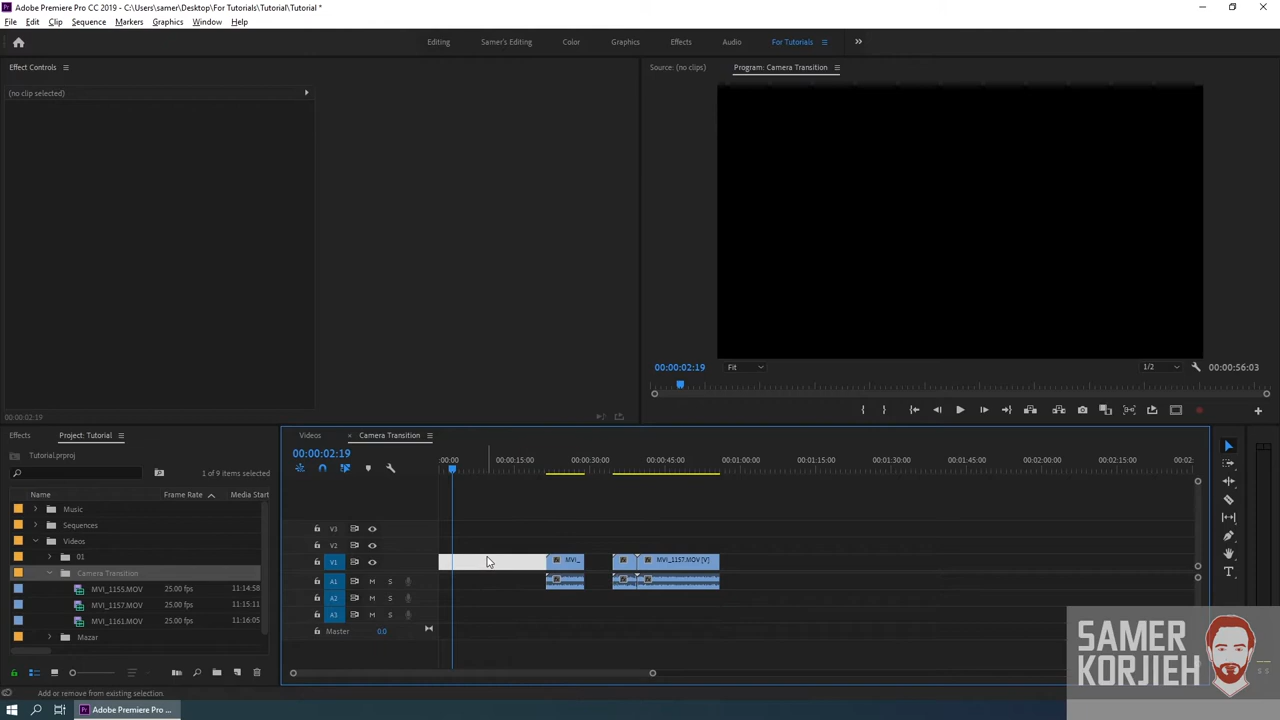 Adobe Premiere Pro CC 2019 - C:\Users\samer\Desktop\For Tutorials\Tutorial\Tutorial *
File Edit Clip Sequence Markers Graphics Window Help
Editing Samer's Editing Color Graphics Effects Audio For Tutorials
Effect Controls
Source: (no clips) Program: Camera Transition
(no clip selected)
00:00:02:19 Fit 1/2 00:00:56:03
00:00:02:19
Effects Project: Tutorial
Tutorial.prproj
1 of 9 items selected
Name Frame Rate Media Start
Music
Sequences
Videos
01
Camera Transition
MVI_1155.MOV 25.00 fps 11:14:58
MVI_1157.MOV 25.00 fps 11:15:11
MVI_1161.MOV 25.00 fps 11:16:05
Mazar
Videos × Camera Transition
00:00:02:19
:00:00 00:00:15:00 00:00:30:00 00:00:45:00 00:01:00:00 00:01:15:00 00:01:30:00 00:01:45:00 00:02:00:00 00:02:15:00 00:02:
V3
V2
V1 MVI_ MVI_1157.MOV [V]
A1 M S
A2 M S
A3 M S
Master 0.0
S S
Add or remove from existing selection.
Adobe Premiere Pro ...
SAMER
KORJIEH